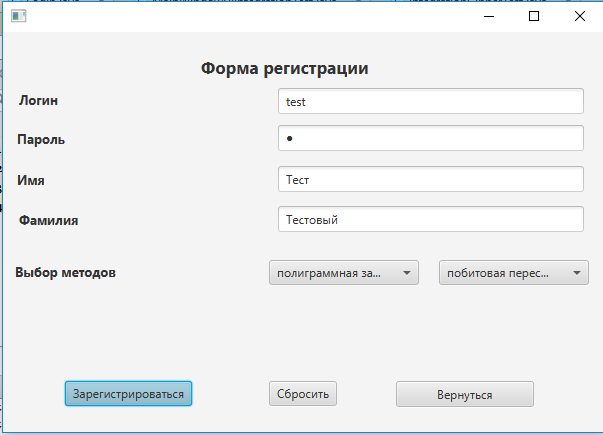 Форма регистрации
Логин test
Пароль ●
Имя Тест
Фамилия Тестовый
Выбор методов полиграммная за... побитовая перес...
Зарегистрироваться Сбросить Вернуться